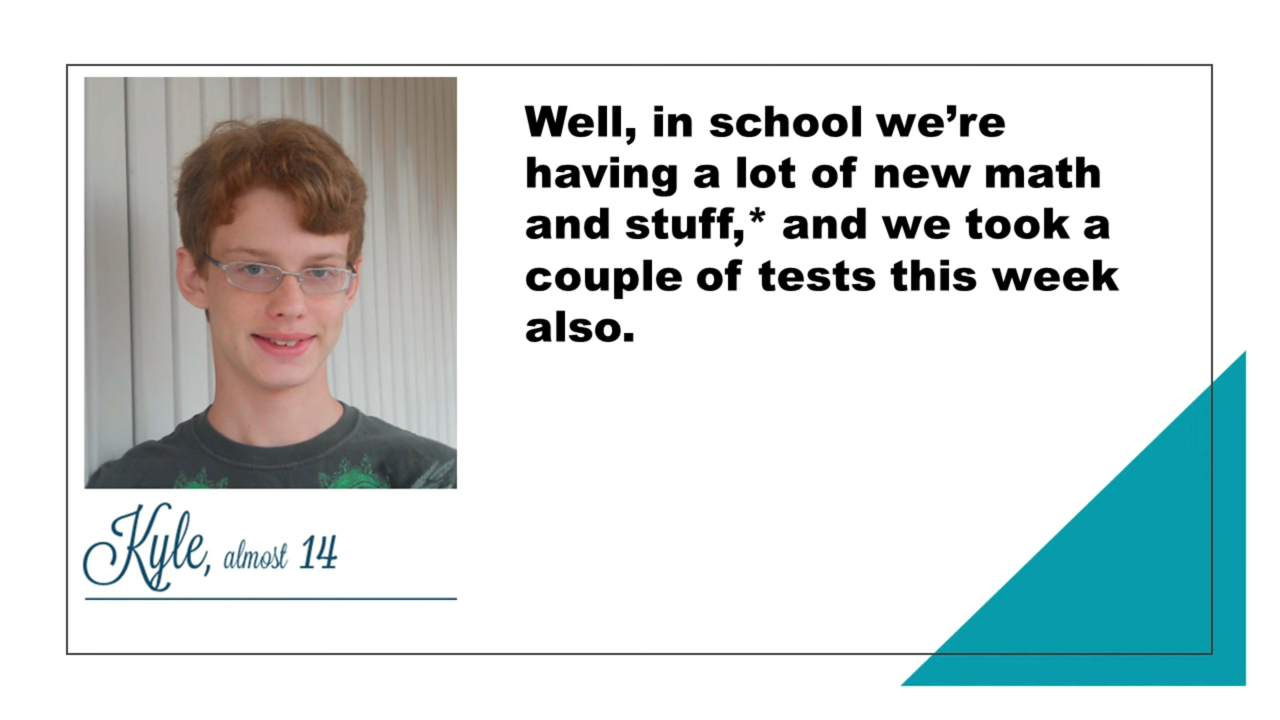 Well, in school we’re
having a lot of new math
and stuff,* and we took a
couple of tests this week
also.
Kyle, almost 14